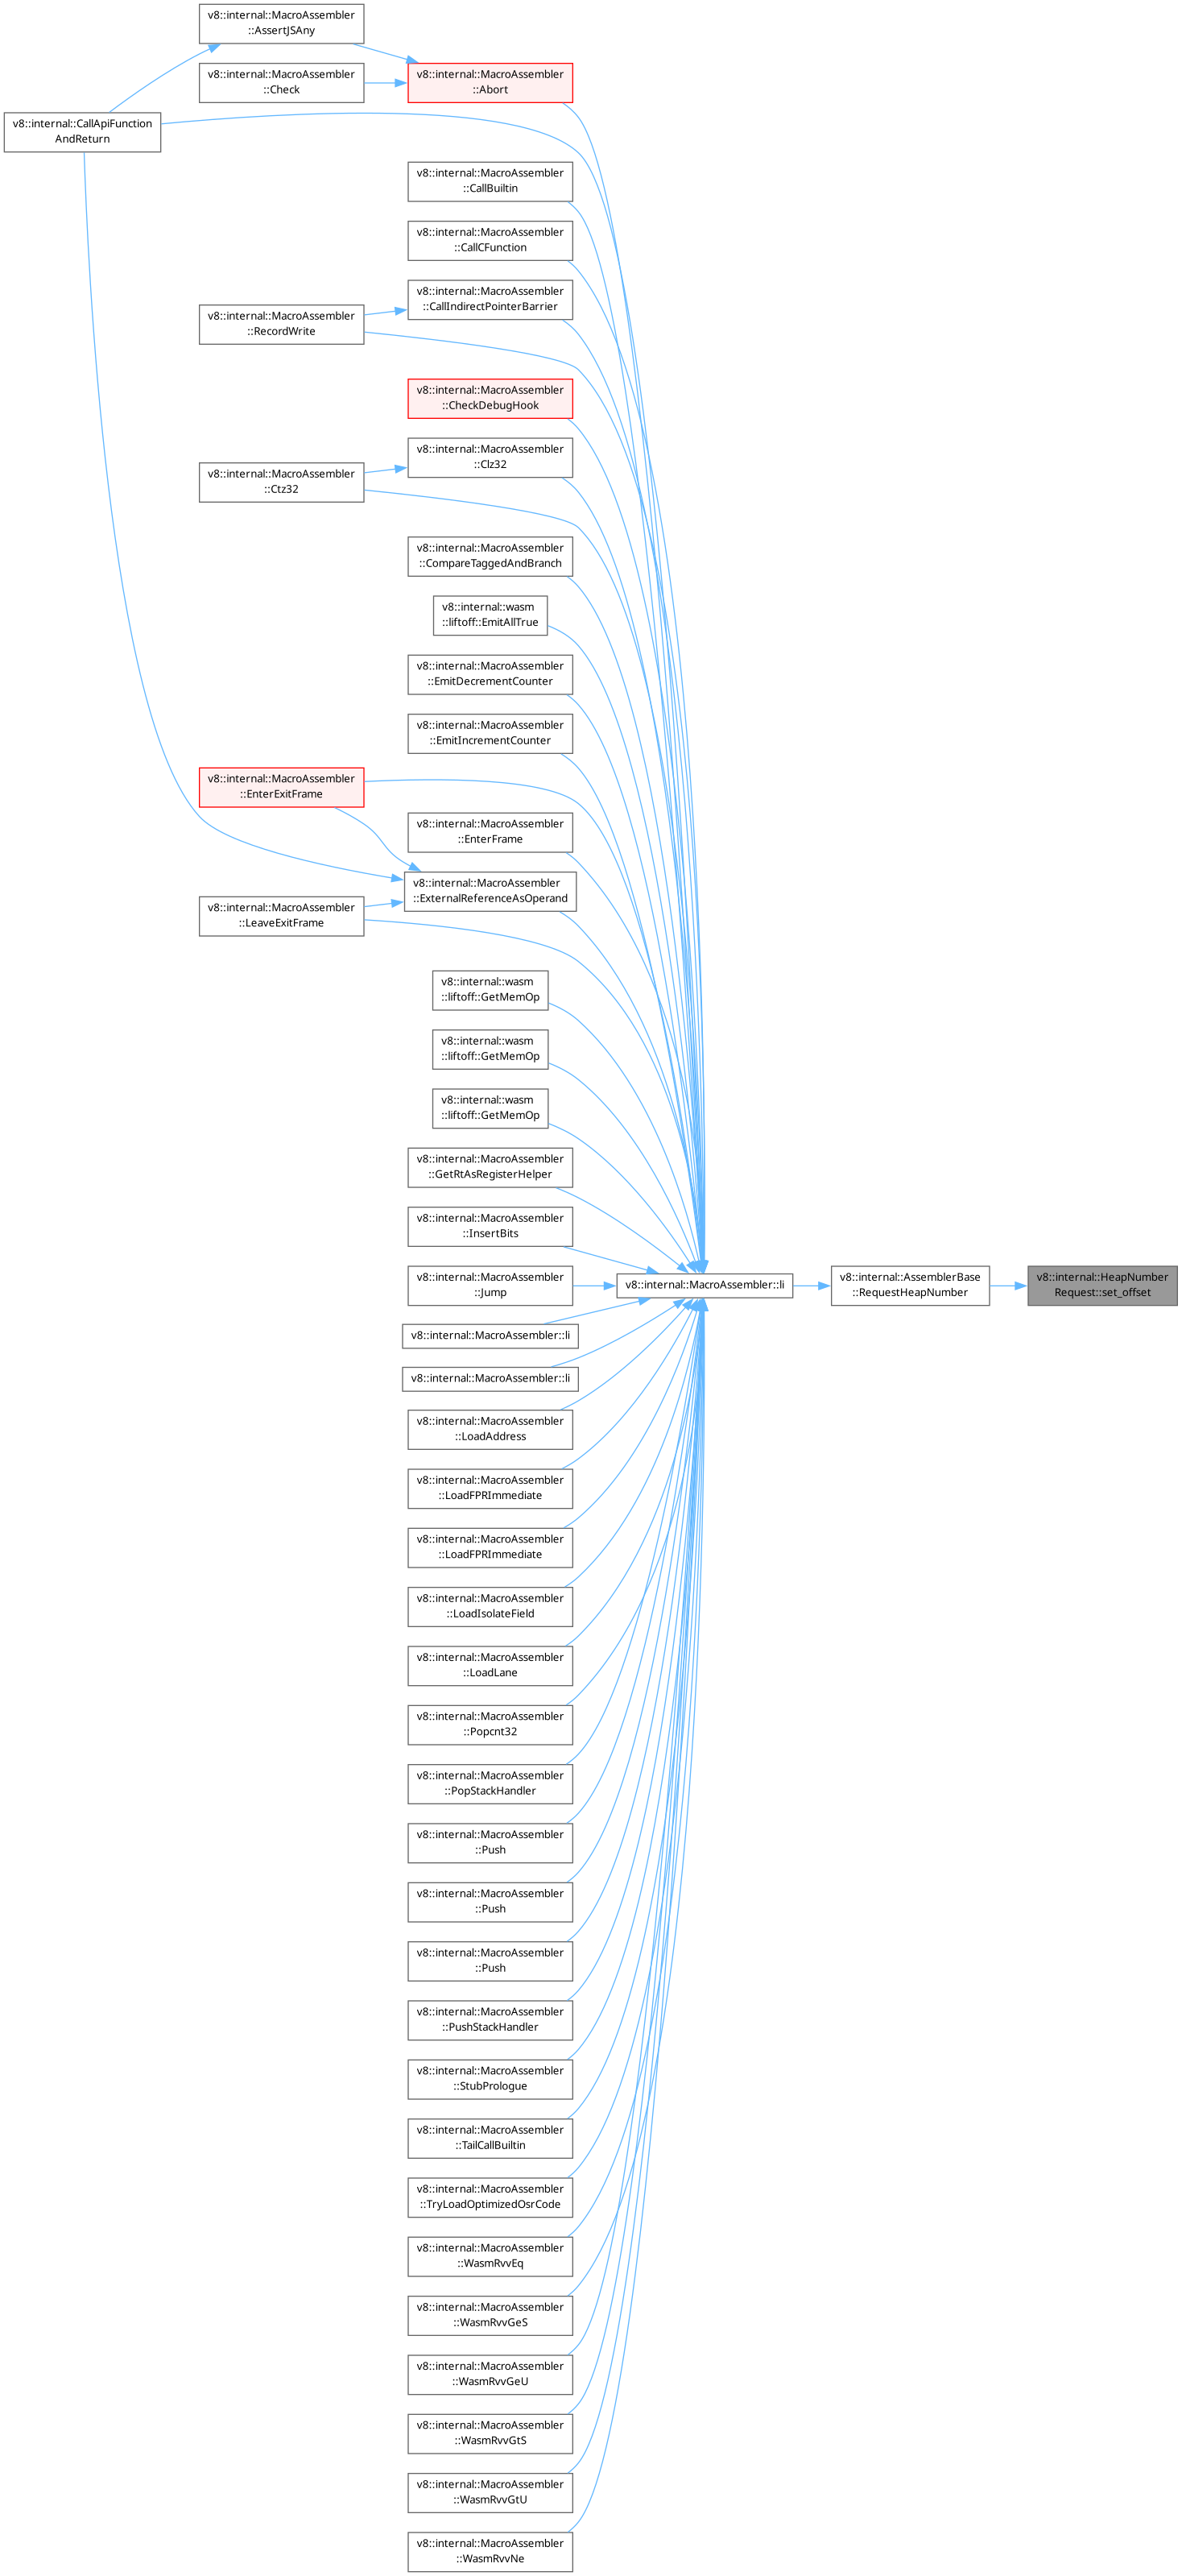 v8::internal::MacroAssembler
::AssertJSAny
v8::internal::MacroAssembler
::Check
v8::internal::MacroAssembler
::Abort
v8::internal::CallApiFunction
AndReturn
v8::internal::MacroAssembler
::CallBuiltin
v8::internal::MacroAssembler
::CallCFunction
v8::internal::MacroAssembler
::CallIndirectPointerBarrier
v8::internal::MacroAssembler
::RecordWrite
v8::internal::MacroAssembler
::CheckDebugHook
v8::internal::MacroAssembler
::Clz32
v8::internal::MacroAssembler
::Ctz32
v8::internal::MacroAssembler
::CompareTaggedAndBranch
v8::internal::wasm
::liftoff::EmitAllTrue
v8::internal::MacroAssembler
::EmitDecrementCounter
v8::internal::MacroAssembler
::EmitIncrementCounter
v8::internal::MacroAssembler
::EnterExitFrame
v8::internal::MacroAssembler
::EnterFrame
v8::internal::MacroAssembler
::ExternalReferenceAsOperand
v8::internal::MacroAssembler
::LeaveExitFrame
v8::internal::wasm
::liftoff::GetMemOp
v8::internal::wasm
::liftoff::GetMemOp
v8::internal::wasm
::liftoff::GetMemOp
v8::internal::MacroAssembler
::GetRtAsRegisterHelper
v8::internal::MacroAssembler
::InsertBits
v8::internal::MacroAssembler
::Jump
v8::internal::MacroAssembler::li
v8::internal::AssemblerBase
::RequestHeapNumber
v8::internal::HeapNumber
Request::set_offset
v8::internal::MacroAssembler::li
v8::internal::MacroAssembler::li
v8::internal::MacroAssembler
::LoadAddress
v8::internal::MacroAssembler
::LoadFPRImmediate
v8::internal::MacroAssembler
::LoadFPRImmediate
v8::internal::MacroAssembler
::LoadIsolateField
v8::internal::MacroAssembler
::LoadLane
v8::internal::MacroAssembler
::Popcnt32
v8::internal::MacroAssembler
::PopStackHandler
v8::internal::MacroAssembler
::Push
v8::internal::MacroAssembler
::Push
v8::internal::MacroAssembler
::Push
v8::internal::MacroAssembler
::PushStackHandler
v8::internal::MacroAssembler
::StubPrologue
v8::internal::MacroAssembler
::TailCallBuiltin
v8::internal::MacroAssembler
::TryLoadOptimizedOsrCode
v8::internal::MacroAssembler
::WasmRvvEq
v8::internal::MacroAssembler
::WasmRvvGeS
v8::internal::MacroAssembler
::WasmRvvGeU
v8::internal::MacroAssembler
::WasmRvvGtS
v8::internal::MacroAssembler
::WasmRvvGtU
v8::internal::MacroAssembler
::WasmRvvNe